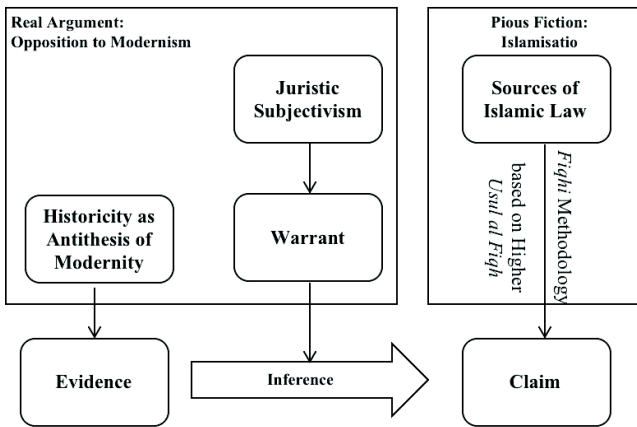 Real Argument:
Opposition to Modernism
Juristic
Subjectivism
Historicity as
Antithesis of
Modernity
Warrant
Evidence
Inference
Pious Fiction:
Islamisatio
Sources of
Islamic Law
Fiqhi Methodology
based on Higher
Usul al Fiqh
Claim